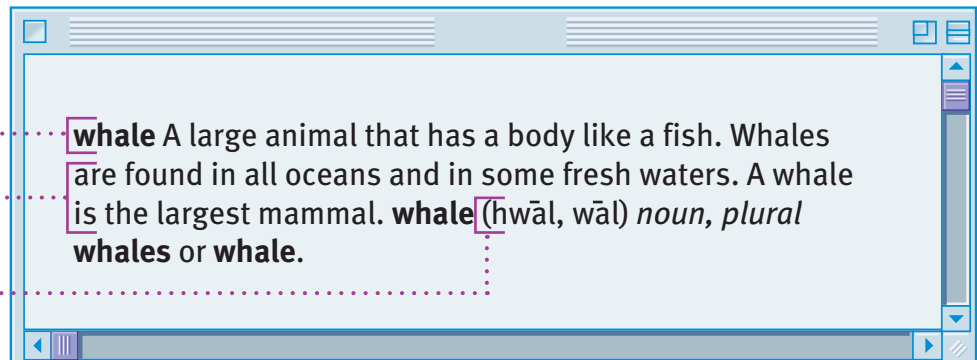 whale A large animal that has a body like a fish. Whales
are found in all oceans and in some fresh waters. A whale
is the largest mammal. whale (hwāl, wāl) noun, plural
whales or whale.